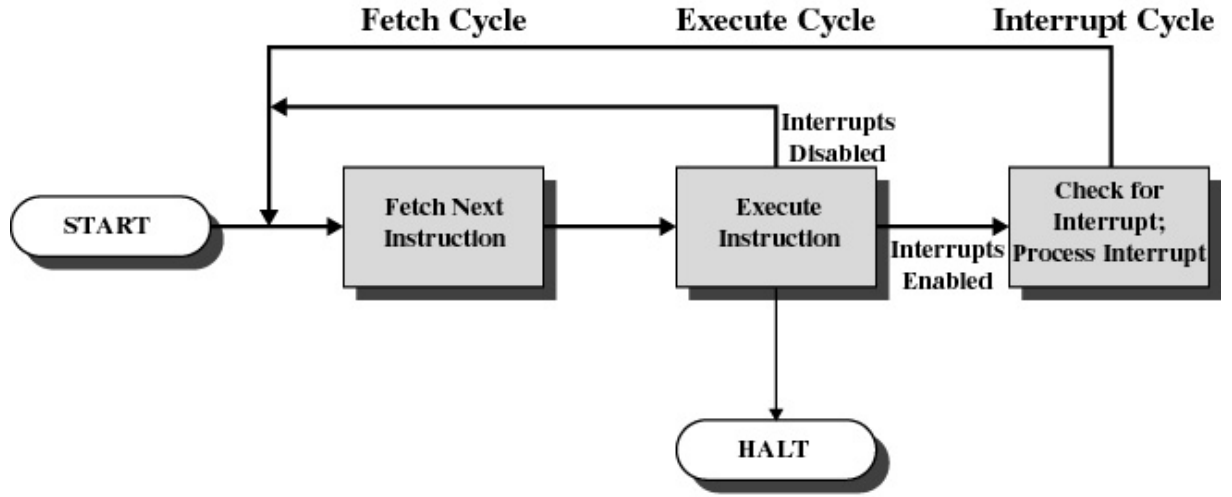 Fetch Cycle
Execute Cycle
Interrupt Cycle
Interrupts
Disabled
START
Fetch Next
Instruction
Execute
Instruction
Interrupts
Enabled
Check for
Interrupt;
Process Interrupt
HALT